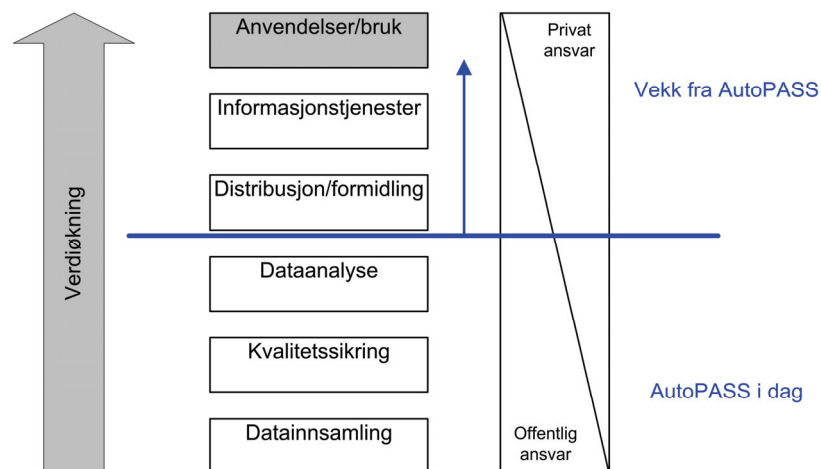 Anvendelser/bruk
Privat
ansvar
Vekk fra AutoPASS
Informasjonstjenester
Distribusjon/formidling
Verdiøkning
Dataanalyse
Kvalitetssikring
AutoPASS i dag
Datainnsamling
Offentlig
ansvar